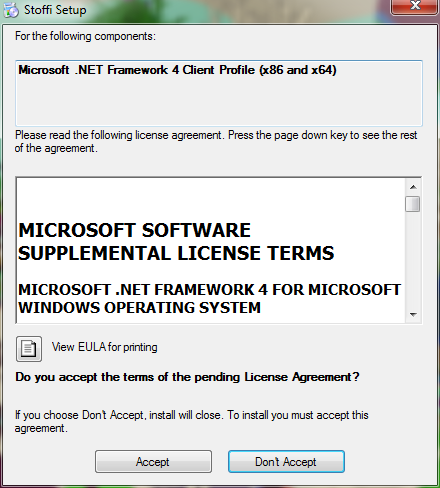 Stoffi Setup
For the following components:
Microsoft .NET Framework 4 Client Profile (x86 and x64)
Please read the following license agreement. Press the page down key to see the rest
of the agreement.
MICROSOFT SOFTWARE
SUPPLEMENTAL LICENSE TERMS
MICROSOFT .NET FRAMEWORK 4 FOR MICROSOFT
WINDOWS OPERATING SYSTEM
View EULA for printing
Do you accept the terms of the pending License Agreement?
If you choose Don't Accept, install will close. To install you must accept this
agreement.
Accept Don't Accept